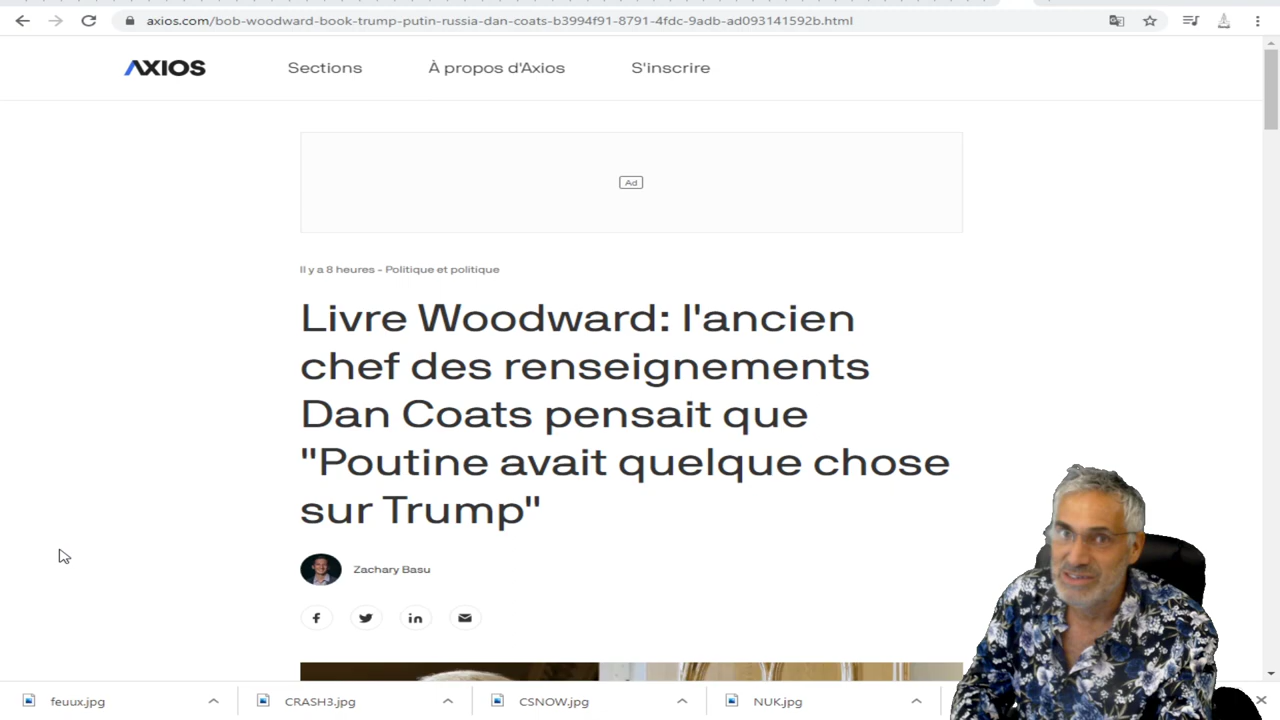 axios.com/bob-woodward-book-trump-putin-russia-dan-coats-b3994f91-8791-4fdc-9adb-ad093141592b.html
AXIOS Sections À propos d'Axios S'inscrire
Ad
Il y a 8 heures - Politique et politique
Livre Woodward: l'ancien
chef des renseignements
Dan Coats pensait que
"Poutine avait quelque chose
sur Trump"
Zachary Basu
feuux.jpg CRASH3.jpg CSNOW.jpg NUK.jpg